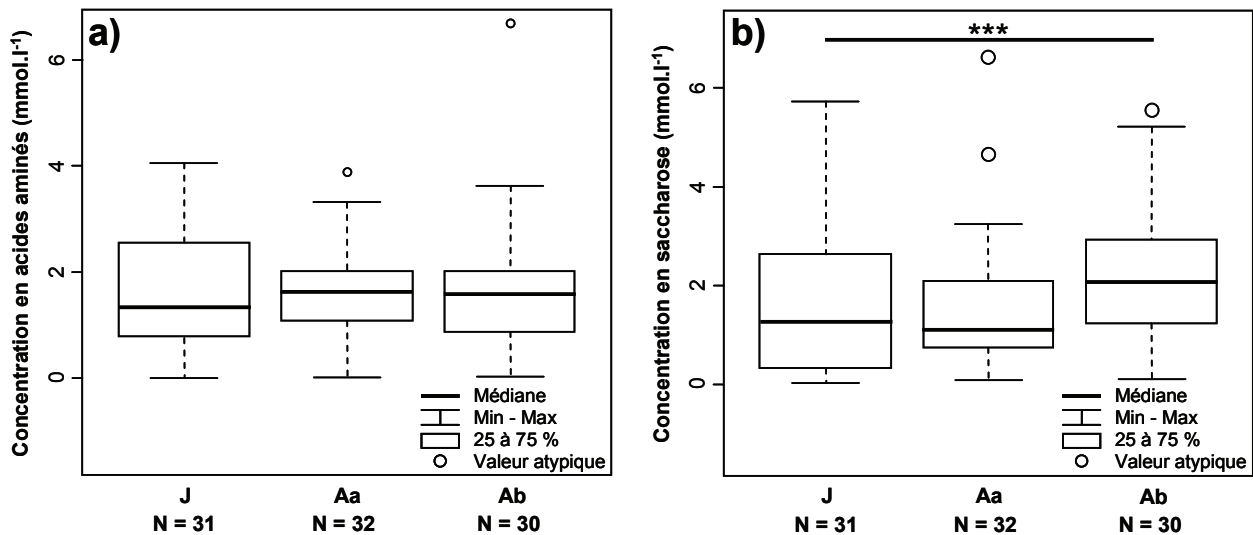 a)
Concentration en acides aminés (mmol.l⁻¹)
6
4
2
0
Médiane
Min - Max
25 à 75 %
Valeur atypique
J Aa Ab
N = 31 N = 32 N = 30
b)
***
Concentration en saccharose (mmol.l⁻¹)
6
4
2
0
Médiane
Min - Max
25 à 75 %
Valeur atypique
J Aa Ab
N = 31 N = 32 N = 30